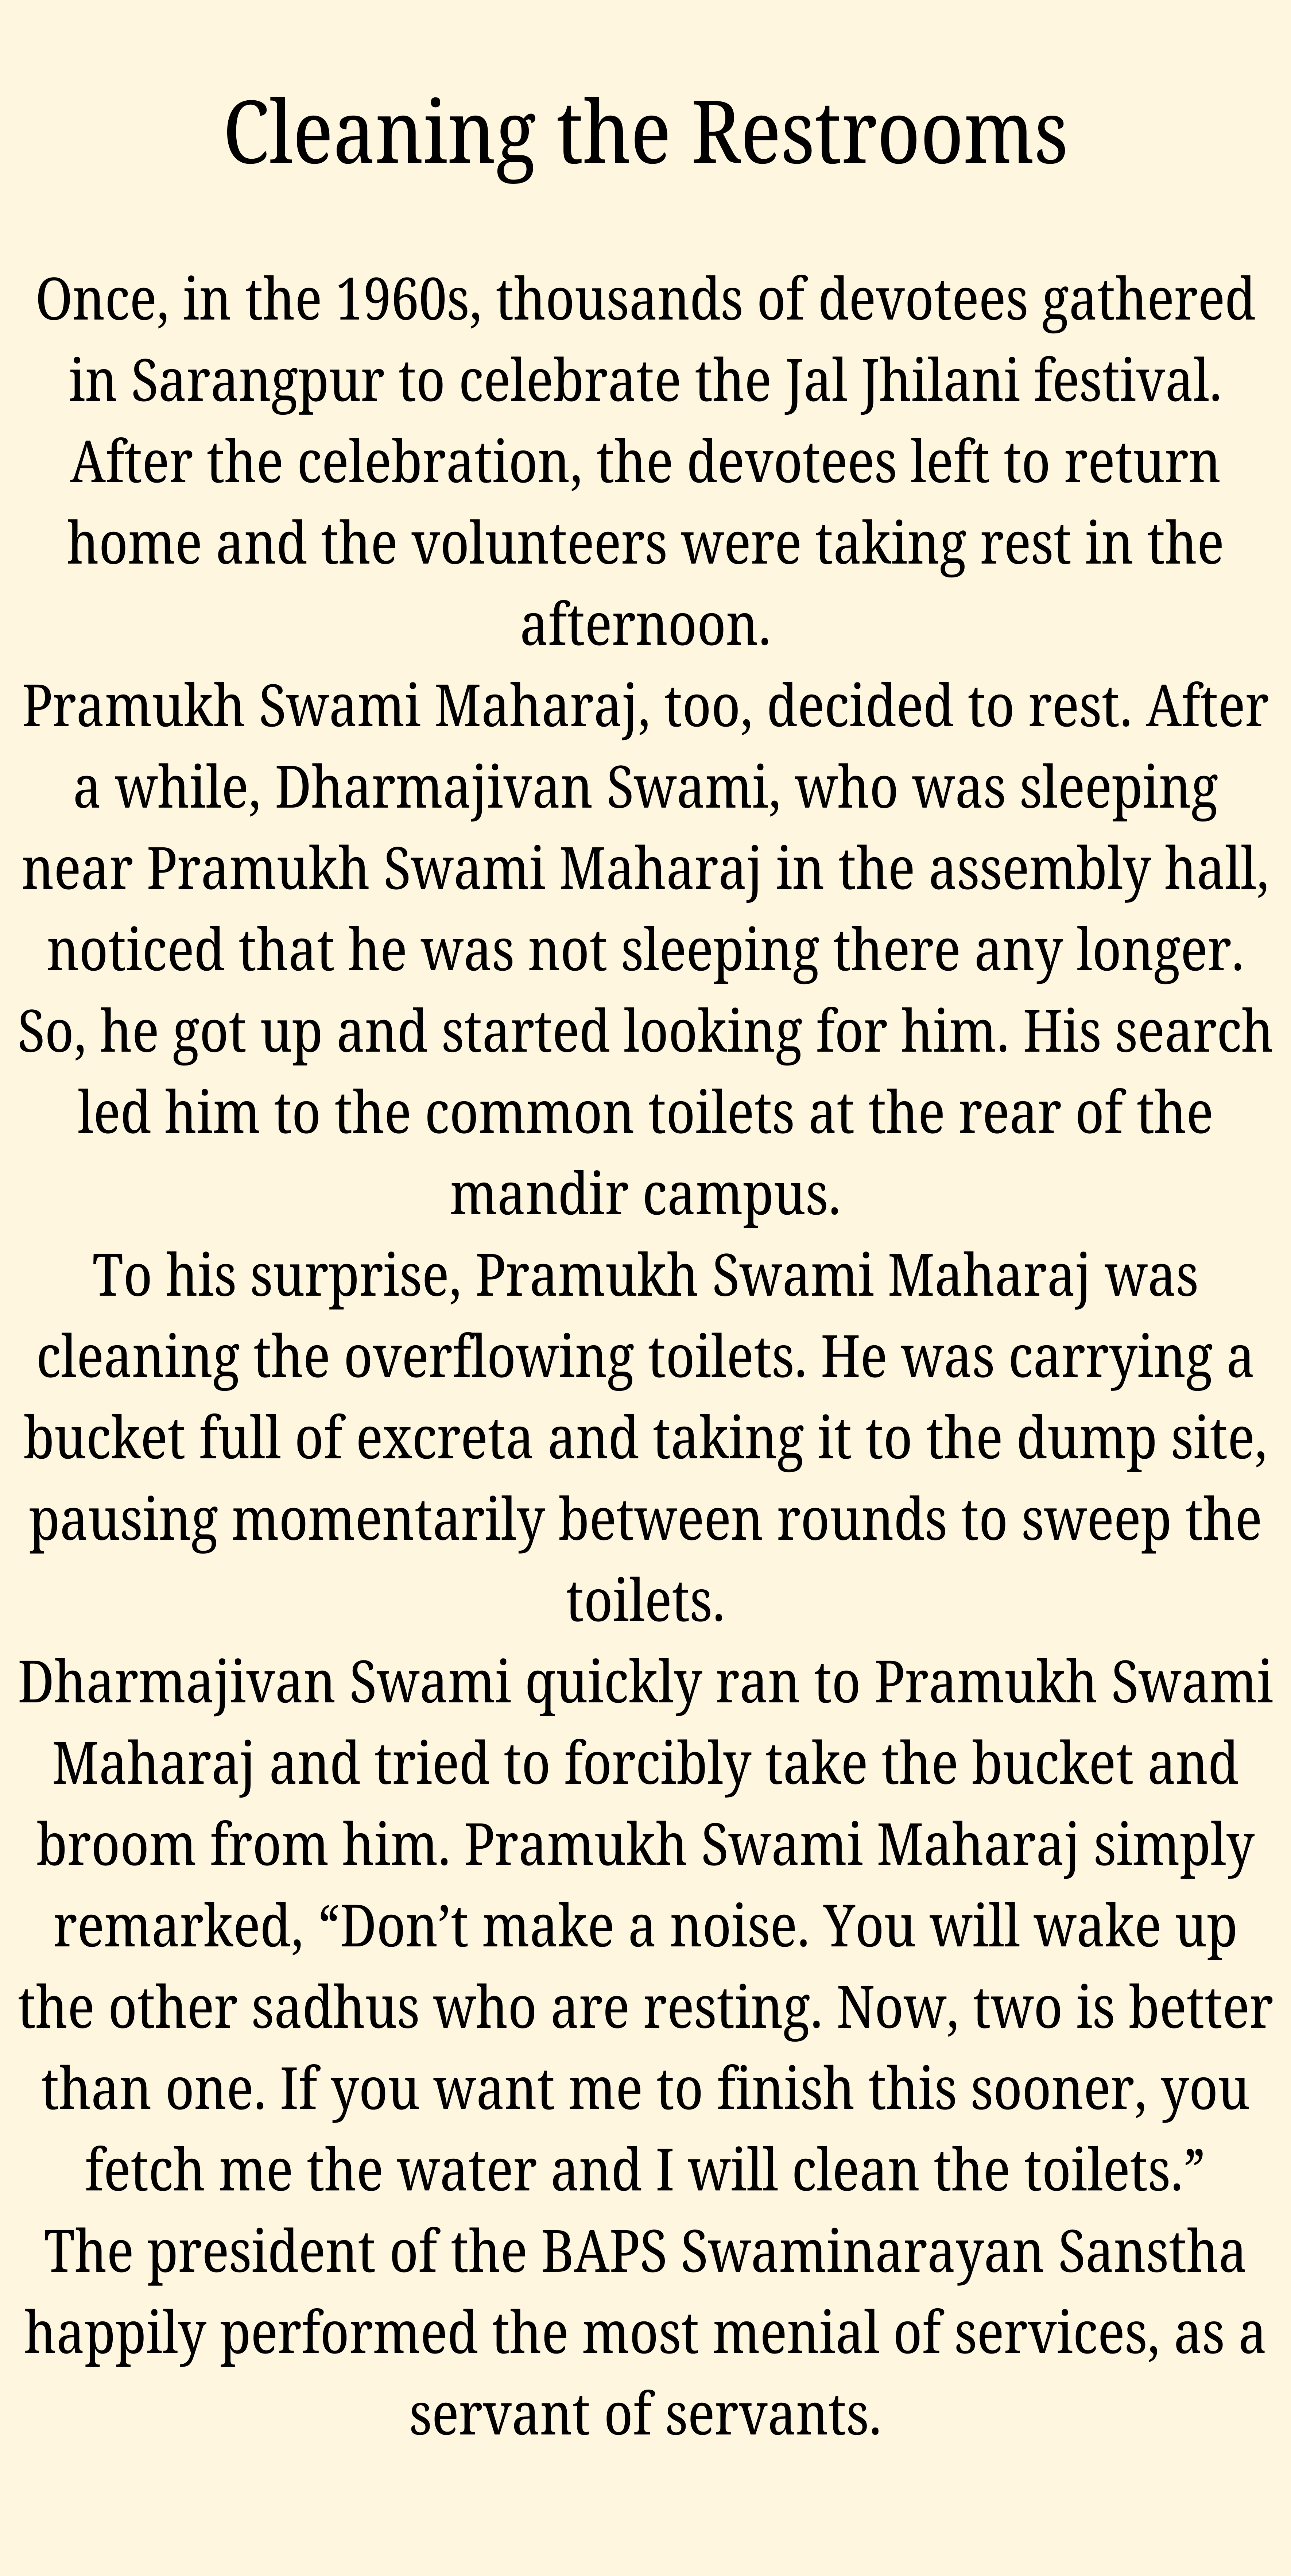 Cleaning the Restrooms
Once, in the 1960s, thousands of devotees gathered
in Sarangpur to celebrate the Jal Jhilani festival.
After the celebration, the devotees left to return
home and the volunteers were taking rest in the
afternoon.
Pramukh Swami Maharaj, too, decided to rest. After
a while, Dharmajivan Swami, who was sleeping
near Pramukh Swami Maharaj in the assembly hall,
noticed that he was not sleeping there any longer.
So, he got up and started looking for him. His search
led him to the common toilets at the rear of the
mandir campus.
To his surprise, Pramukh Swami Maharaj was
cleaning the overflowing toilets. He was carrying a
bucket full of excreta and taking it to the dump site,
pausing momentarily between rounds to sweep the
toilets.
Dharmajivan Swami quickly ran to Pramukh Swami
Maharaj and tried to forcibly take the bucket and
broom from him. Pramukh Swami Maharaj simply
remarked, “Don’t make a noise. You will wake up
the other sadhus who are resting. Now, two is better
than one. If you want me to finish this sooner, you
fetch me the water and I will clean the toilets.”
The president of the BAPS Swaminarayan Sanstha
happily performed the most menial of services, as a
servant of servants.